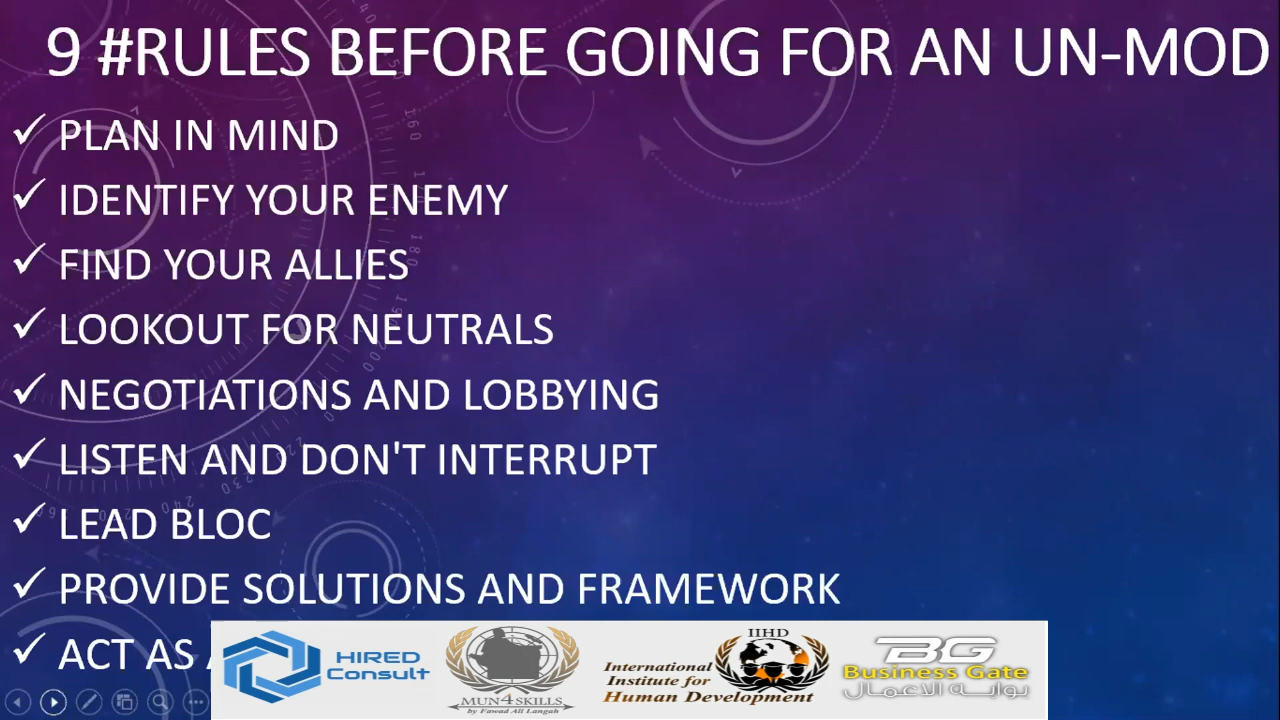 9 #RULES BEFORE GOING FOR AN UN-MOD
✓ PLAN IN MIND
✓ IDENTIFY YOUR ENEMY
✓ FIND YOUR ALLIES
✓ LOOKOUT FOR NEUTRALS
✓ NEGOTIATIONS AND LOBBYING
✓ LISTEN AND DON'T INTERRUPT
✓ LEAD BLOC
✓ PROVIDE SOLUTIONS AND FRAMEWORK
✓ ACT AS
HIRED
Consult
MUN4SKILLS
by Fawad Ali Langah
IIHD
International
Institute for
Human Development
BG
Business Gate
بوابة الاعمال